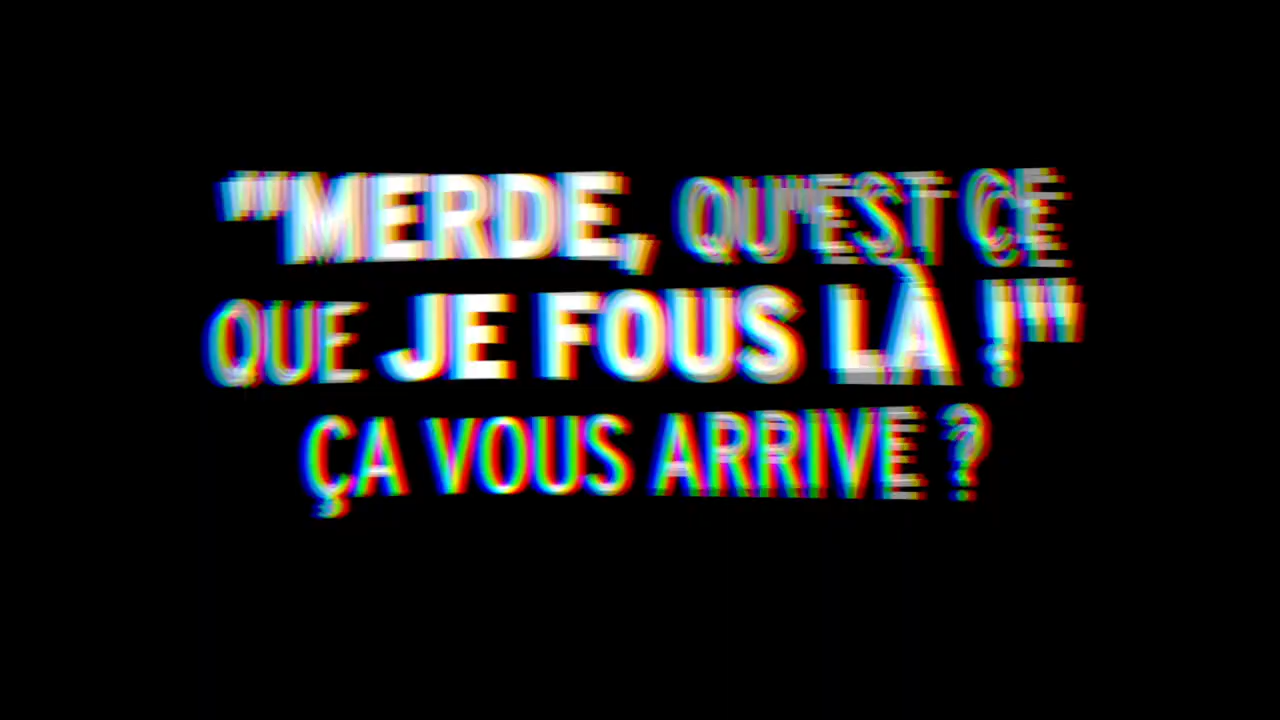 "MERDE, QU'EST CE
QUE JE FOUS LÀ !"
ÇA VOUS ARRIVE ?